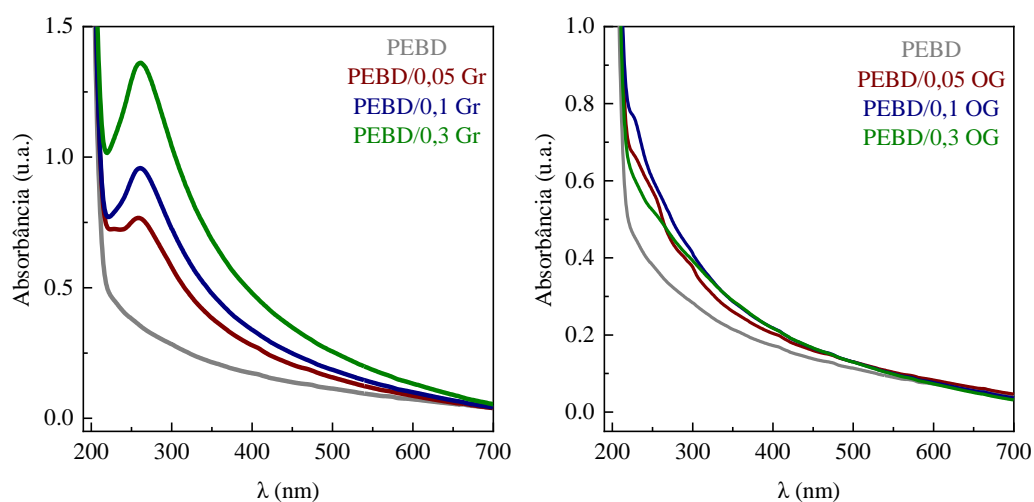 PEBD
PEBD/0,05 Gr
PEBD/0,1 Gr
PEBD/0,3 Gr
Absorbância (u.a.)
1.5
1.0
0.5
0.0
200 300 400 500 600 700
λ (nm)
PEBD
PEBD/0,05 OG
PEBD/0,1 OG
PEBD/0,3 OG
Absorbância (u.a.)
1.0
0.8
0.6
0.4
0.2
0.0
200 300 400 500 600 700
λ (nm)